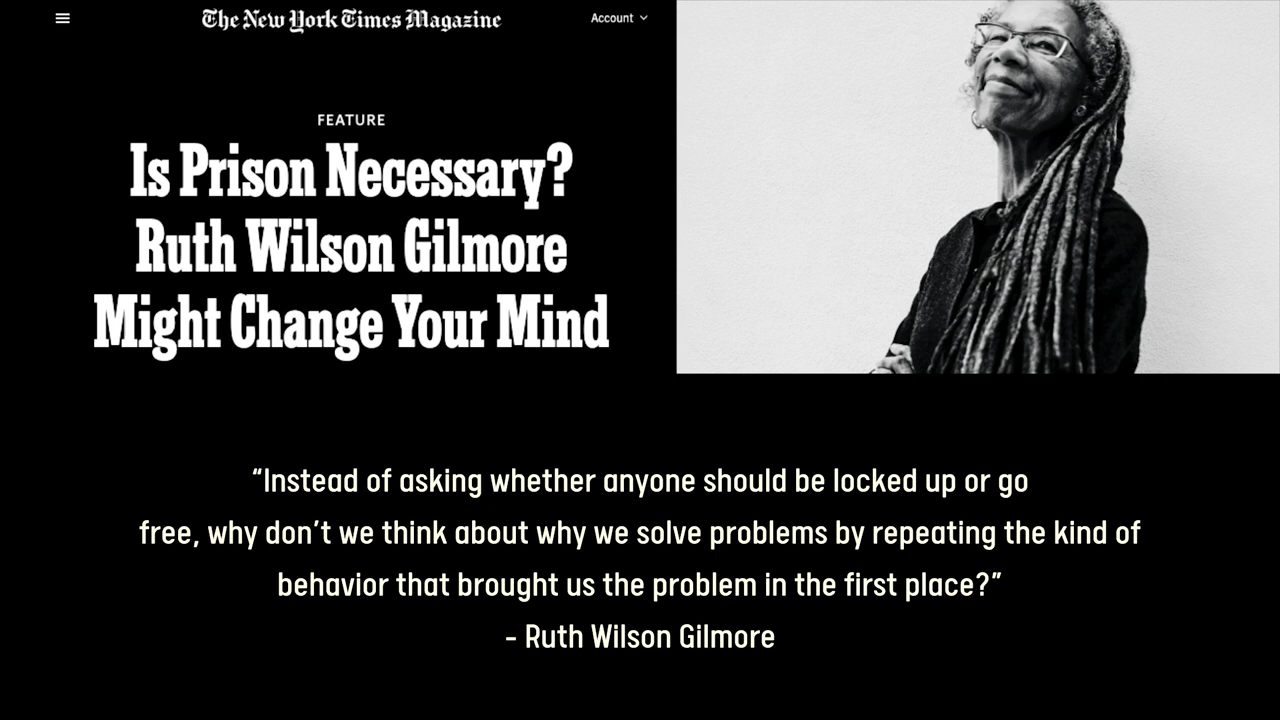 The New York Times Magazine
Account
FEATURE
Is Prison Necessary?
Ruth Wilson Gilmore
Might Change Your Mind
“Instead of asking whether anyone should be locked up or go
free, why don’t we think about why we solve problems by repeating the kind of
behavior that brought us the problem in the first place?”
- Ruth Wilson Gilmore